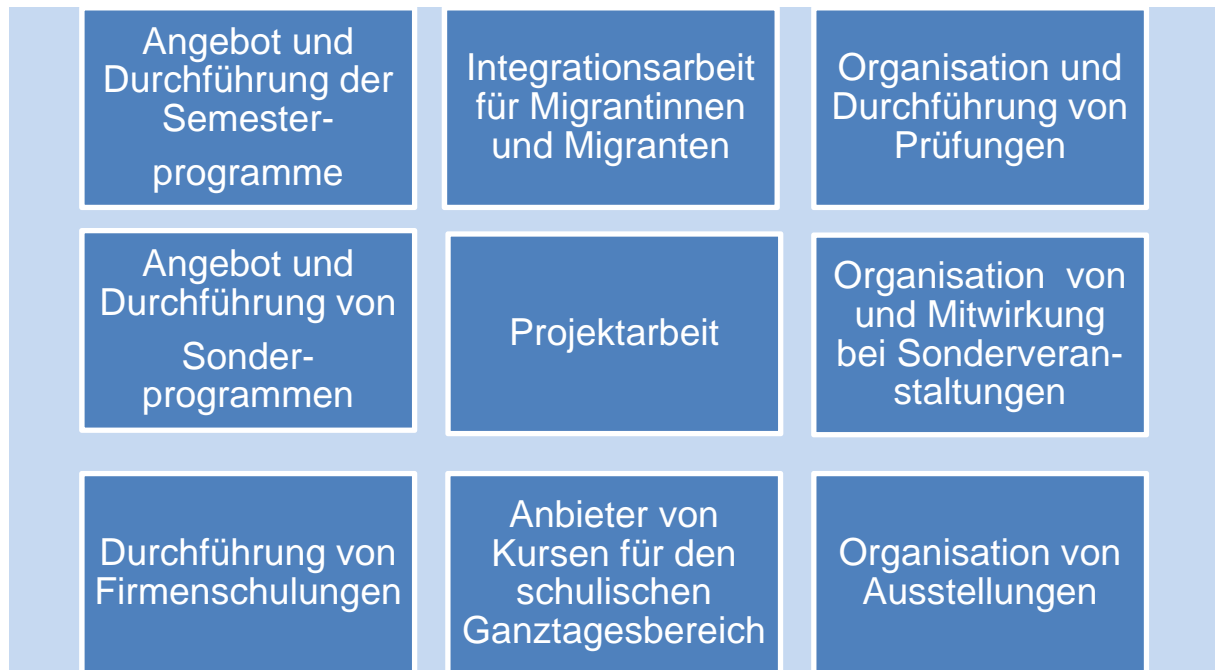 Angebot und
Durchführung der
Semester-
programme
Integrationsarbeit
für Migrantinnen
und Migranten
Organisation und
Durchführung von
Prüfungen
Angebot und
Durchführung von
Sonder-
programmen
Projektarbeit
Organisation von
und Mitwirkung
bei Sonderveran-
staltungen
Durchführung von
Firmenschulungen
Anbieter von
Kursen für den
schulischen
Ganztagesbereich
Organisation von
Ausstellungen